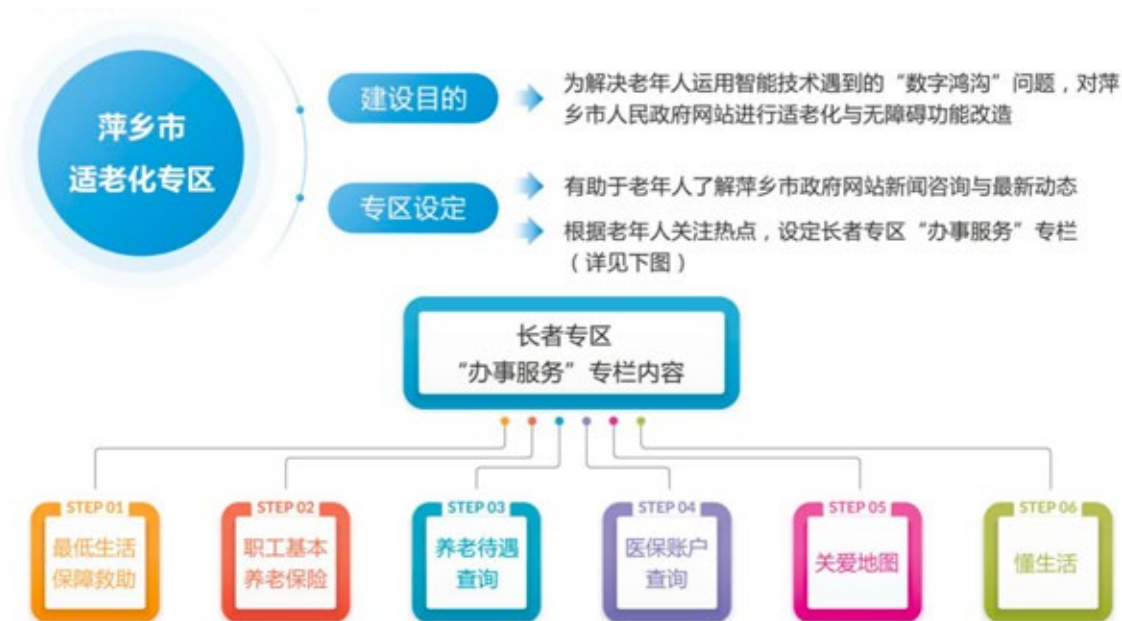 萍乡市
适老化专区
建设目的
为解决老年人运用智能技术遇到的“数字鸿沟”问题，对萍
乡市人民政府网站进行适老化与无障碍功能改造
专区设定
有助于老年人了解萍乡市政府网站新闻咨询与最新动态
根据老年人关注热点，设定长者专区“办事服务”专栏
（详见下图）
长者专区
“办事服务”专栏内容
STEP 01
最低生活
保障救助
STEP 02
职工基本
养老保险
STEP 03
养老待遇
查询
STEP 04
医保账户
查询
STEP 05
关爱地图
STEP 06
懂生活